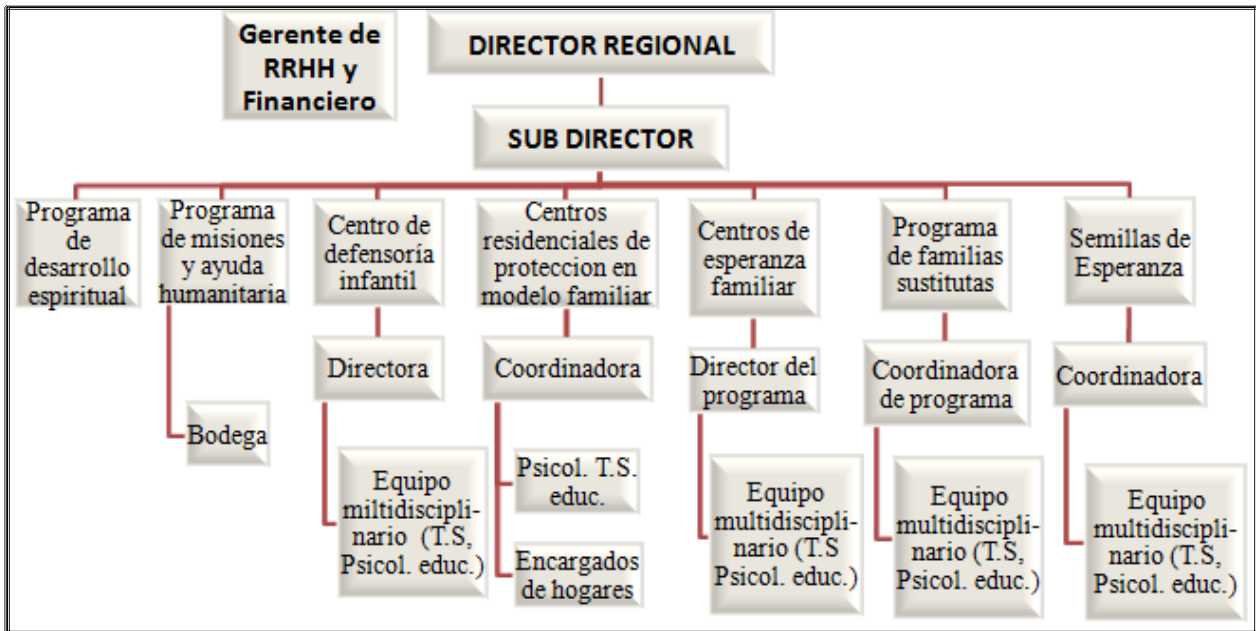 Gerente de
RRHH y
Financiero
DIRECTOR REGIONAL
SUB DIRECTOR
Programa
de
desarrollo
espiritual
Programa
de misiones
y ayuda
humanitaria
Centro de
defensoría
infantil
Centros
residenciales de
proteccion en
modelo familiar
Centros de
esperanza
familiar
Programa
de familias
sustitutas
Semillas de
Esperanza
Directora
Coordinadora
Director del
programa
Coordinadora
de programa
Coordinadora
Bodega
Equipo
miltidiscipli-
nario (T.S,
Psicol. educ.)
Psicol. T.S.
educ.
Encargados
de hogares
Equipo
multidiscipli-
nario (T.S
Psicol. educ.)
Equipo
multidiscipli-
nario (T.S,
Psicol. educ.)
Equipo
multidiscipli-
nario (T.S,
Psicol. educ.)